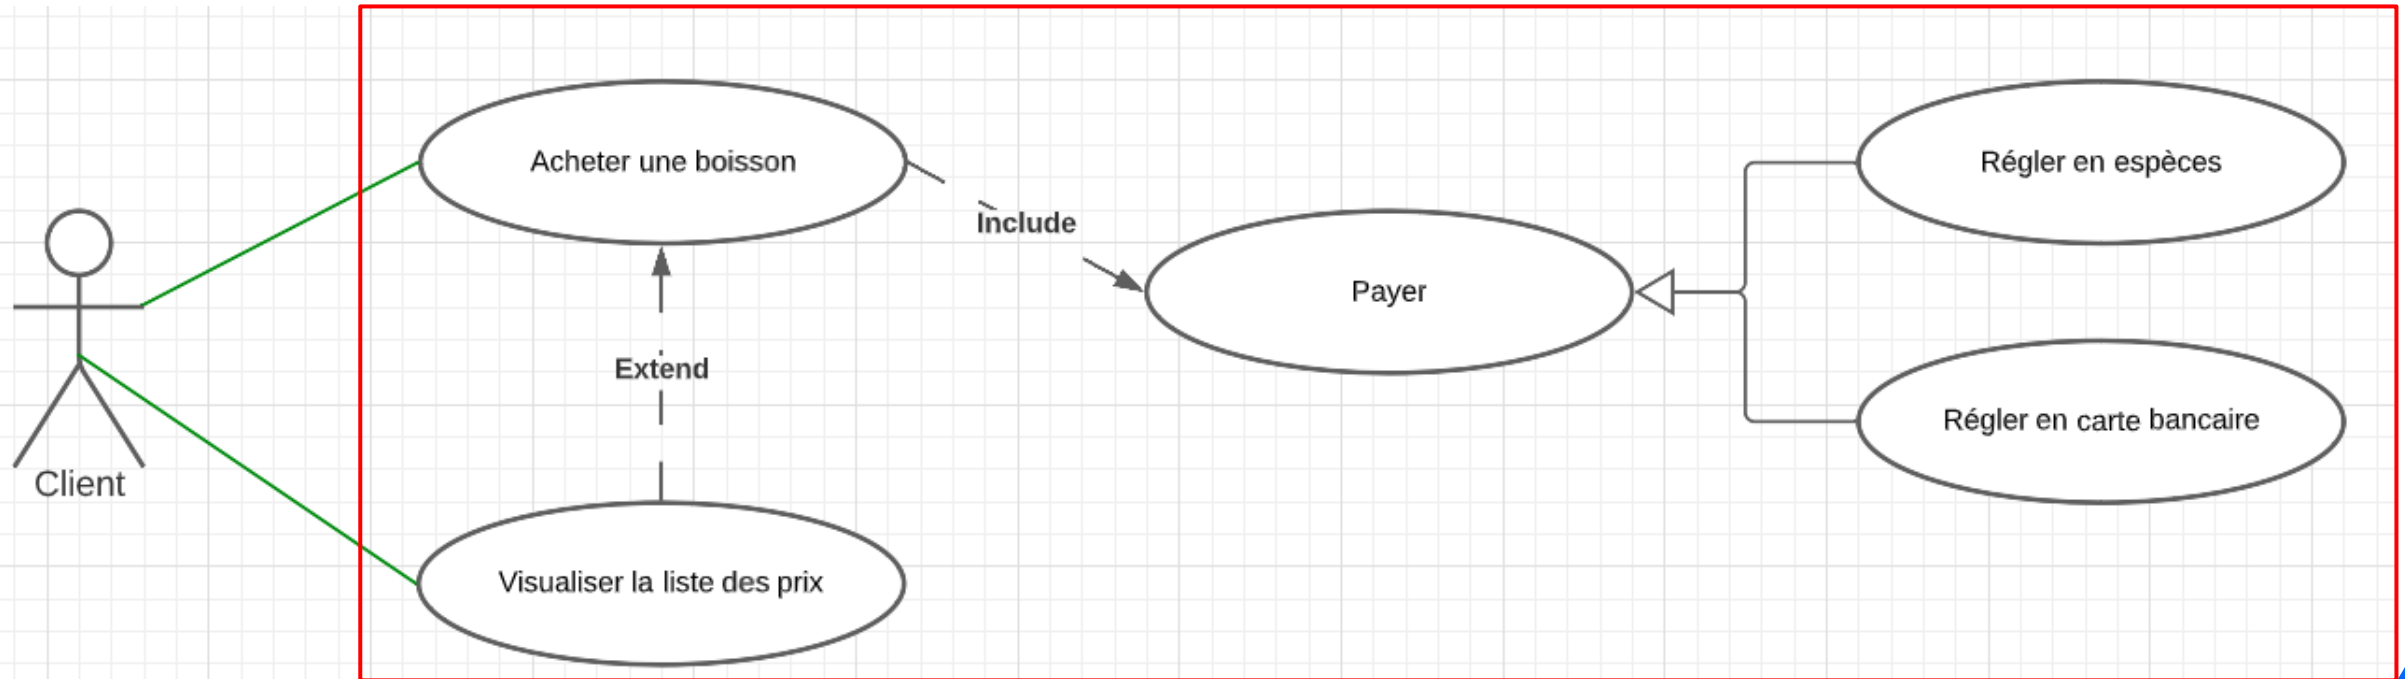 Acheter une boisson
Régler en espèces
Include
Payer
Extend
Régler en carte bancaire
Client
Visualiser la liste des prix